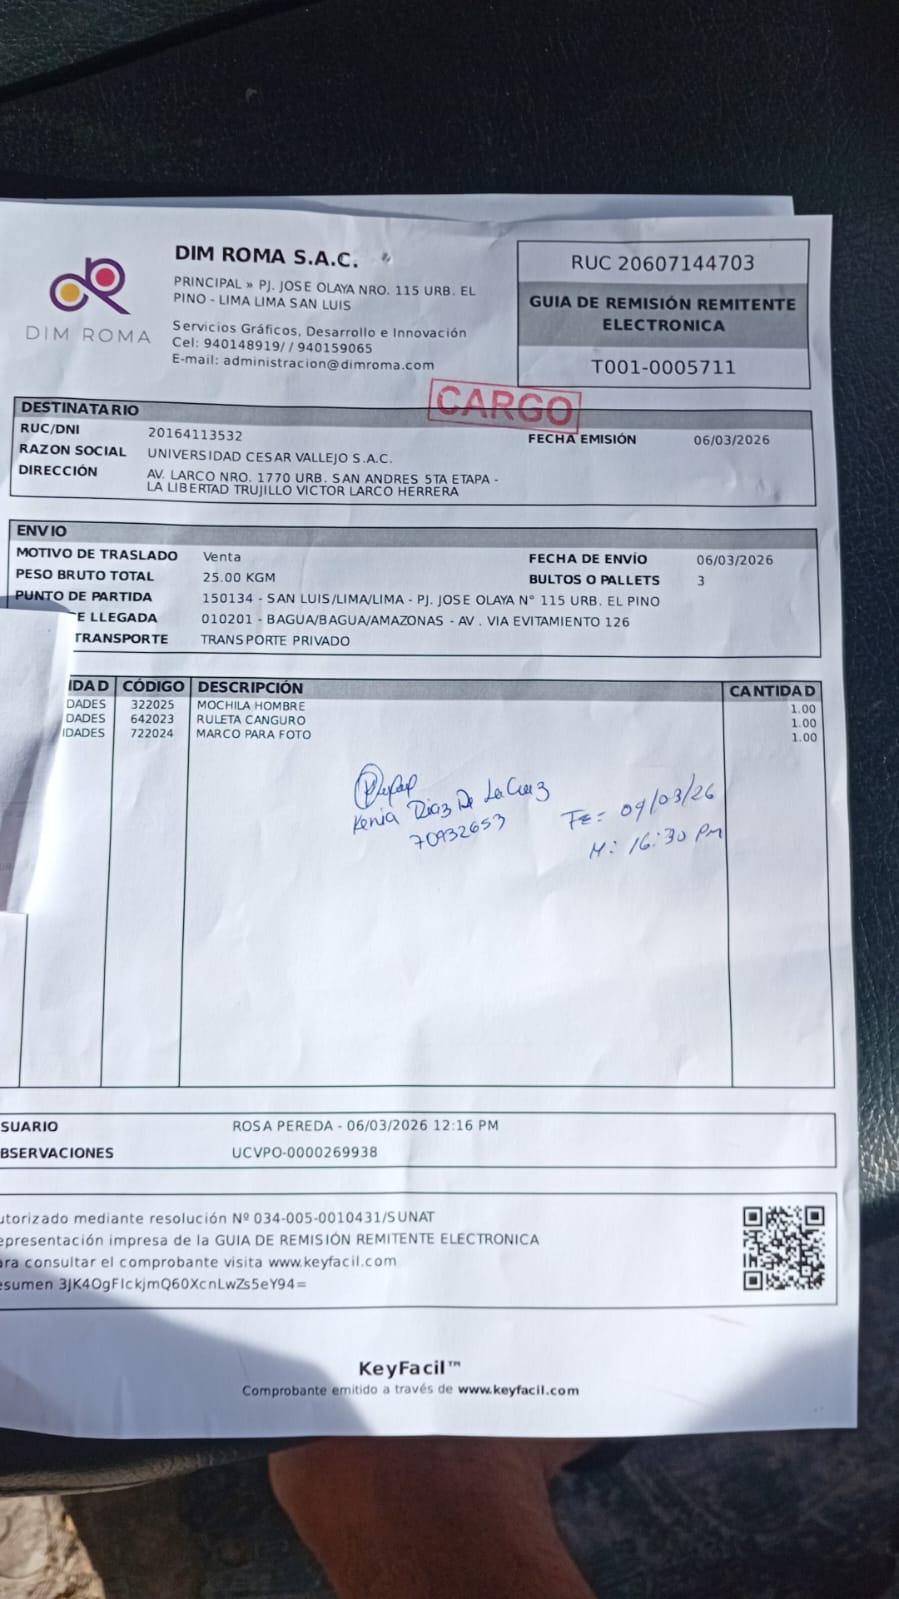 DIM ROMA
DIM ROMA S.A.C.
PRINCIPAL » PJ. JOSE OLAYA NRO. 115 URB. EL
PINO - LIMA LIMA SAN LUIS
Servicios Gráficos, Desarrollo e Innovación
Cel: 940148919/ / 940159065
E-mail: administracion@dimroma.com
RUC 20607144703
GUIA DE REMISIÓN REMITENTE
ELECTRONICA
T001-0005711
CARGO
DESTINATARIO
RUC/DNI 20164113532 FECHA EMISIÓN 06/03/2026
RAZON SOCIAL UNIVERSIDAD CESAR VALLEJO S.A.C.
DIRECCIÓN AV. LARCO NRO. 1770 URB. SAN ANDRES 5TA ETAPA -
LA LIBERTAD TRUJILLO VICTOR LARCO HERRERA
ENVIO
MOTIVO DE TRASLADO Venta FECHA DE ENVÍO 06/03/2026
PESO BRUTO TOTAL 25.00 KGM BULTOS O PALLETS 3
PUNTO DE PARTIDA 150134 - SAN LUIS/LIMA/LIMA - PJ. JOSE OLAYA N° 115 URB. EL PINO
E LLEGADA 010201 - BAGUA/BAGUA/AMAZONAS - AV . VIA EVITAMIENTO 126
TRANSPORTE TRANSPORTE PRIVADO
IDAD CÓDIGO DESCRIPCIÓN CANTIDAD
DADES 322025 MOCHILA HOMBRE 1.00
DADES 642023 RULETA CANGURO 1.00
IDADES 722024 MARCO PARA FOTO 1.00
Kenia Diaz De La Cruz
70932653
FE= 09/03/26
H: 16:30 PM
SUARIO ROSA PEREDA - 06/03/2026 12:16 PM
BSERVACIONES UCVPO-0000269938
utorizado mediante resolución Nº 034-005-0010431/SUNAT
epresentación impresa de la GUIA DE REMISIÓN REMITENTE ELECTRONICA
ara consultar el comprobante visita www.keyfacil.com
esumen 3JK4OgFIckjmQ60XcnLwZs5eY94=
KeyFacil™
Comprobante emitido a través de www.keyfacil.com